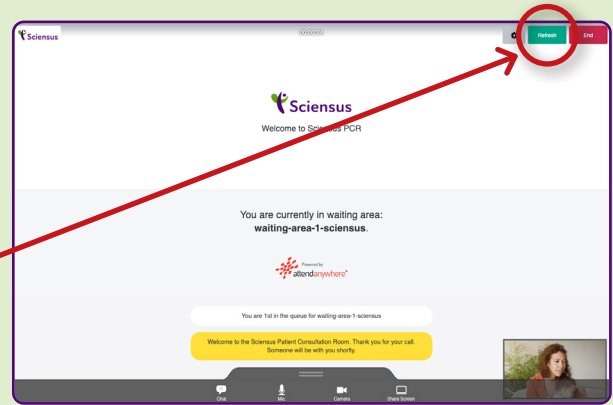 Sciensus
Refresh
End
Sciensus
Welcome to Sciensus PCR
You are currently in waiting area:
waiting-area-1-sciensus.
Powered by
attendanywhere®
You are 1st in the queue for waiting-area-1-sciensus
Welcome to the Sciensus Patient Consultation Room. Thank you for your call.
Someone will be with you shortly.
Chat
Mic.
Camera
Share Screen